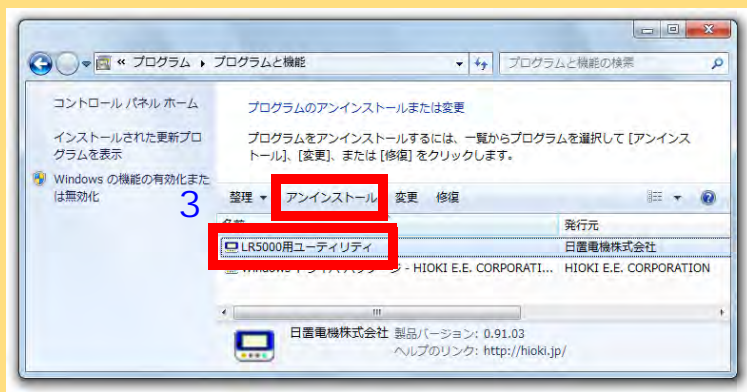 « プログラム ▸ プログラムと機能
プログラムと機能の検索
コントロール パネル ホーム
インストールされた更新プロ
グラムを表示
Windows の機能の有効化また
は無効化
プログラムのアンインストールまたは変更
プログラムをアンインストールするには、一覧からプログラムを選択して [アンインス
トール]、[変更]、または [修復] をクリックします。
3
整理 ▾ アンインストール 変更 修復
発行元
LR5000用ユーティリティ 日置電機株式会社
- HIOKI E.E. CORPORATI... HIOKI E.E. CORPORATION
日置電機株式会社 製品バージョン: 0.91.03
ヘルプのリンク: http://hioki.jp/